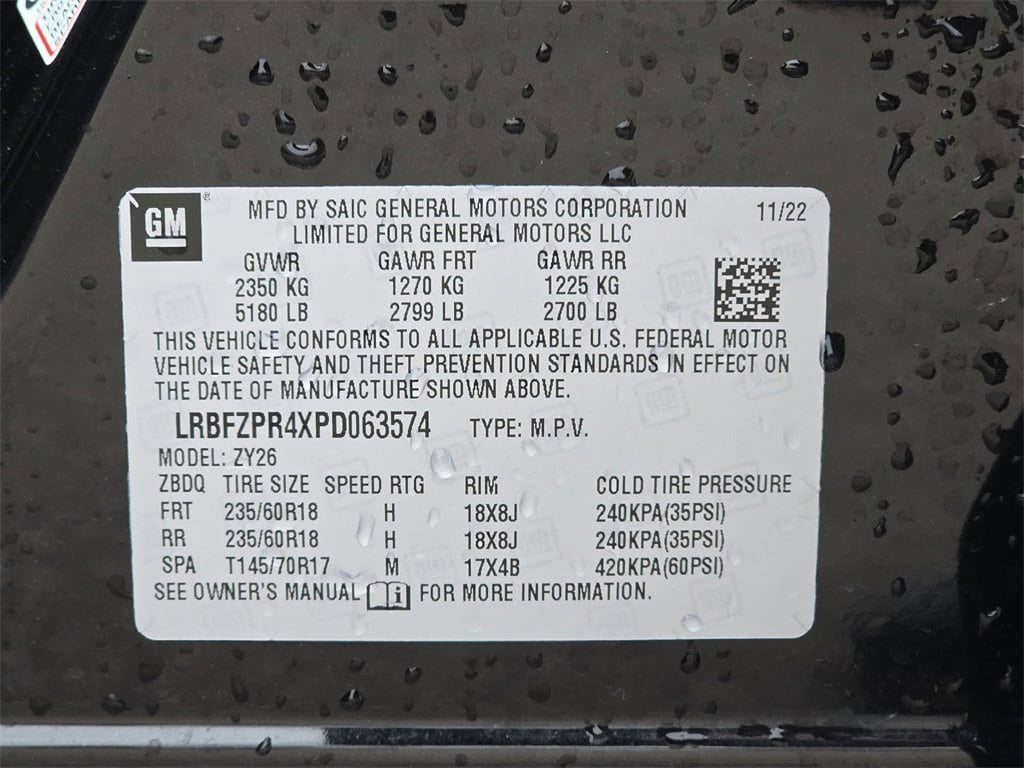 GM
MFD BY SAIC GENERAL MOTORS CORPORATION 11/22
LIMITED FOR GENERAL MOTORS LLC
GVWR GAWR FRT GAWR RR
2350 KG 1270 KG 1225 KG
5180 LB 2799 LB 2700 LB
THIS VEHICLE CONFORMS TO ALL APPLICABLE U.S. FEDERAL MOTOR
VEHICLE SAFETY AND THEFT PREVENTION STANDARDS IN EFFECT ON
THE DATE OF MANUFACTURE SHOWN ABOVE.
LRBFZPR4XPD063574 TYPE: M.P.V.
MODEL: ZY26
ZBDQ TIRE SIZE SPEED RTG RIM COLD TIRE PRESSURE
FRT 235/60R18 H 18X8J 240KPA(35PSI)
RR 235/60R18 H 18X8J 240KPA(35PSI)
SPA T145/70R17 M 17X4B 420KPA(60PSI)
SEE OWNER'S MANUAL i FOR MORE INFORMATION.